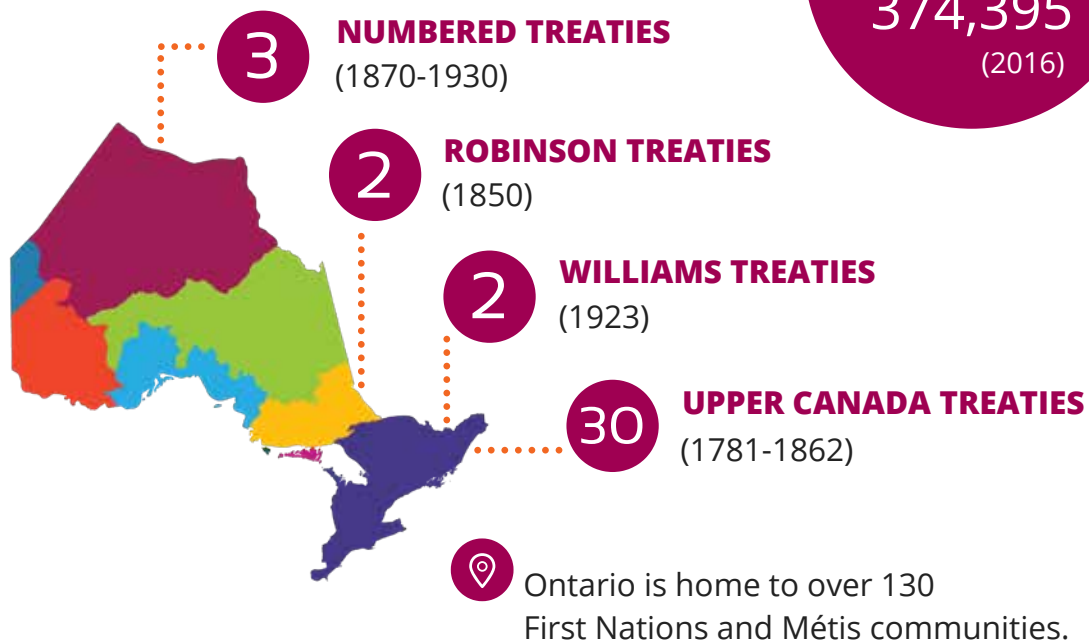 374,395
(2016)
3
NUMBERED TREATIES
(1870-1930)
2
ROBINSON TREATIES
(1850)
2
WILLIAMS TREATIES
(1923)
30
UPPER CANADA TREATIES
(1781-1862)
Ontario is home to over 130
First Nations and Métis communities.